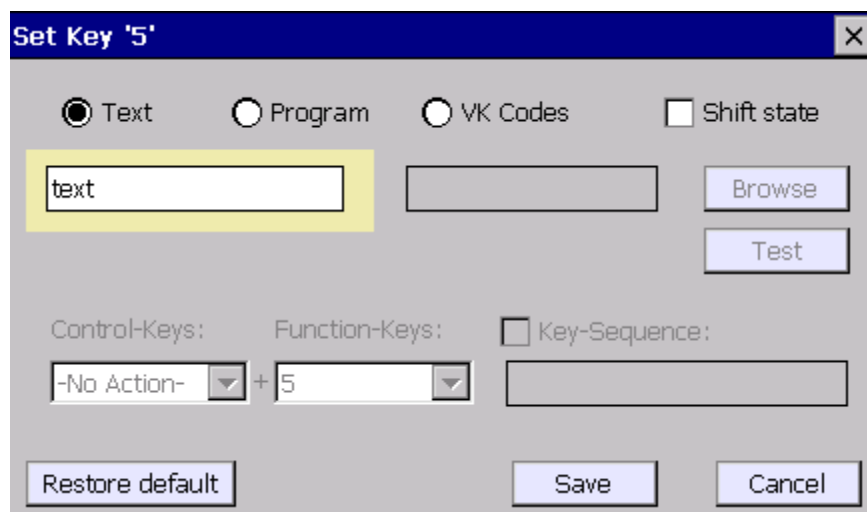 Set Key '5'
Text Program VK Codes Shift state
text Browse
Test
Control-Keys: Function-Keys: Key-Sequence:
-No Action- + 5
Restore default Save Cancel